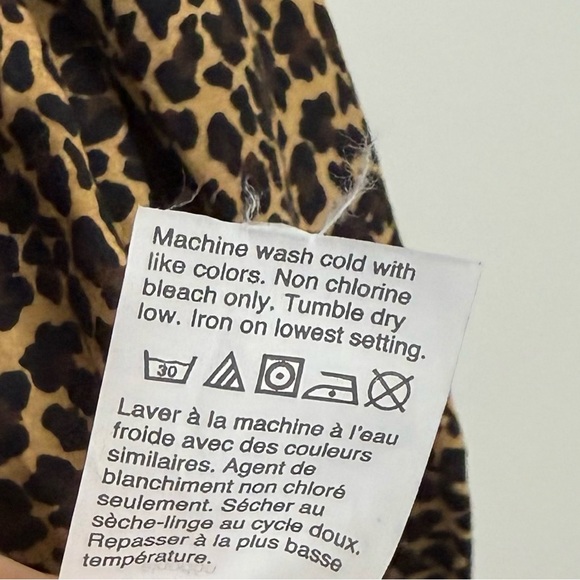 Machine wash cold with
like colors. Non chlorine
bleach only. Tumble dry
low. Iron on lowest setting.
30
Laver à la machine à l'eau
froide avec des couleurs
similaires. Agent de
blanchiment non chloré
seulement. Sécher au
sèche-linge au cycle doux.
Repasser à la plus basse
température.